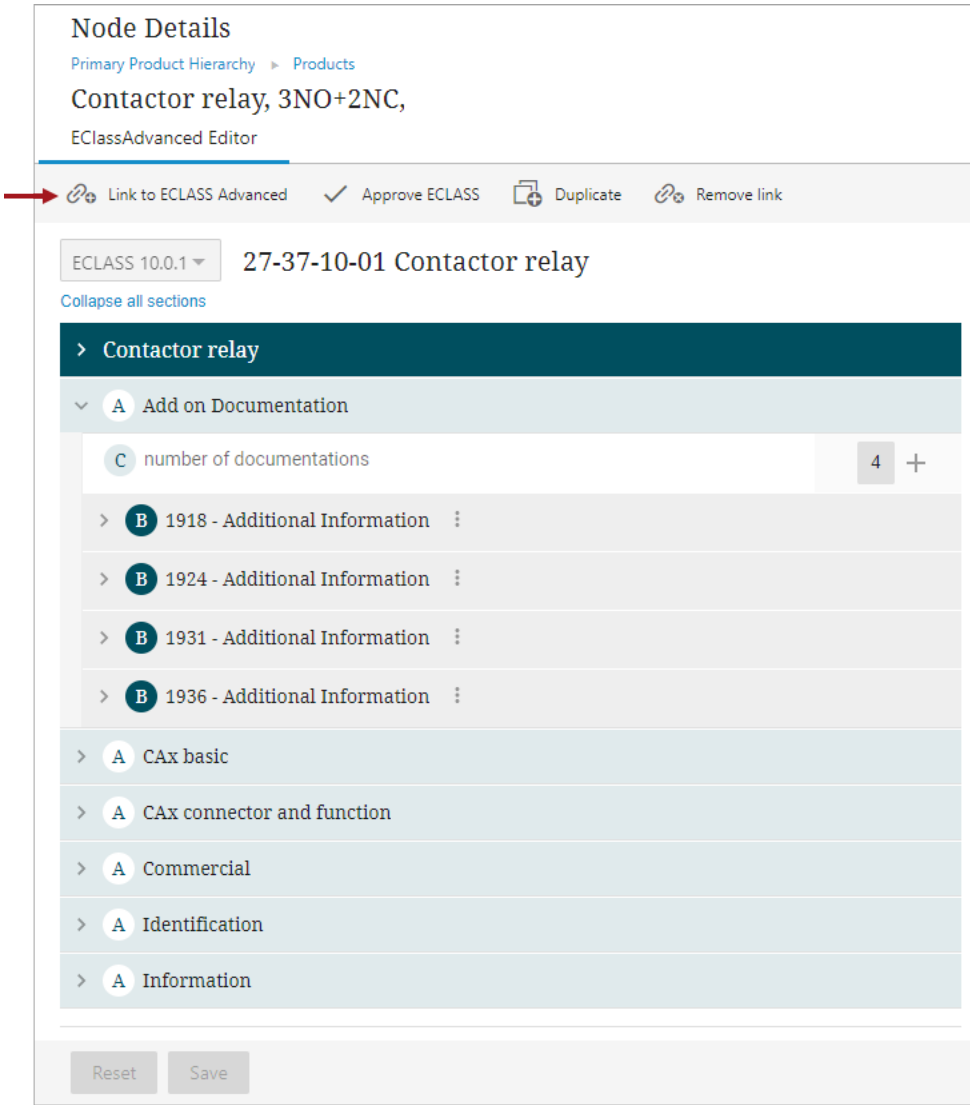 Node Details
Primary Product Hierarchy Products
Contactor relay, 3NO+2NC,
EClassAdvanced Editor
Link to ECLASS Advanced Approve ECLASS Duplicate Remove link
ECLASS 10.0.1 27-37-10-01 Contactor relay
Collapse all sections
Contactor relay
A Add on Documentation
C number of documentations 4 +
B 1918 - Additional Information
B 1924 - Additional Information
B 1931 - Additional Information
B 1936 - Additional Information
A CAx basic
A CAx connector and function
A Commercial
A Identification
A Information
Reset Save